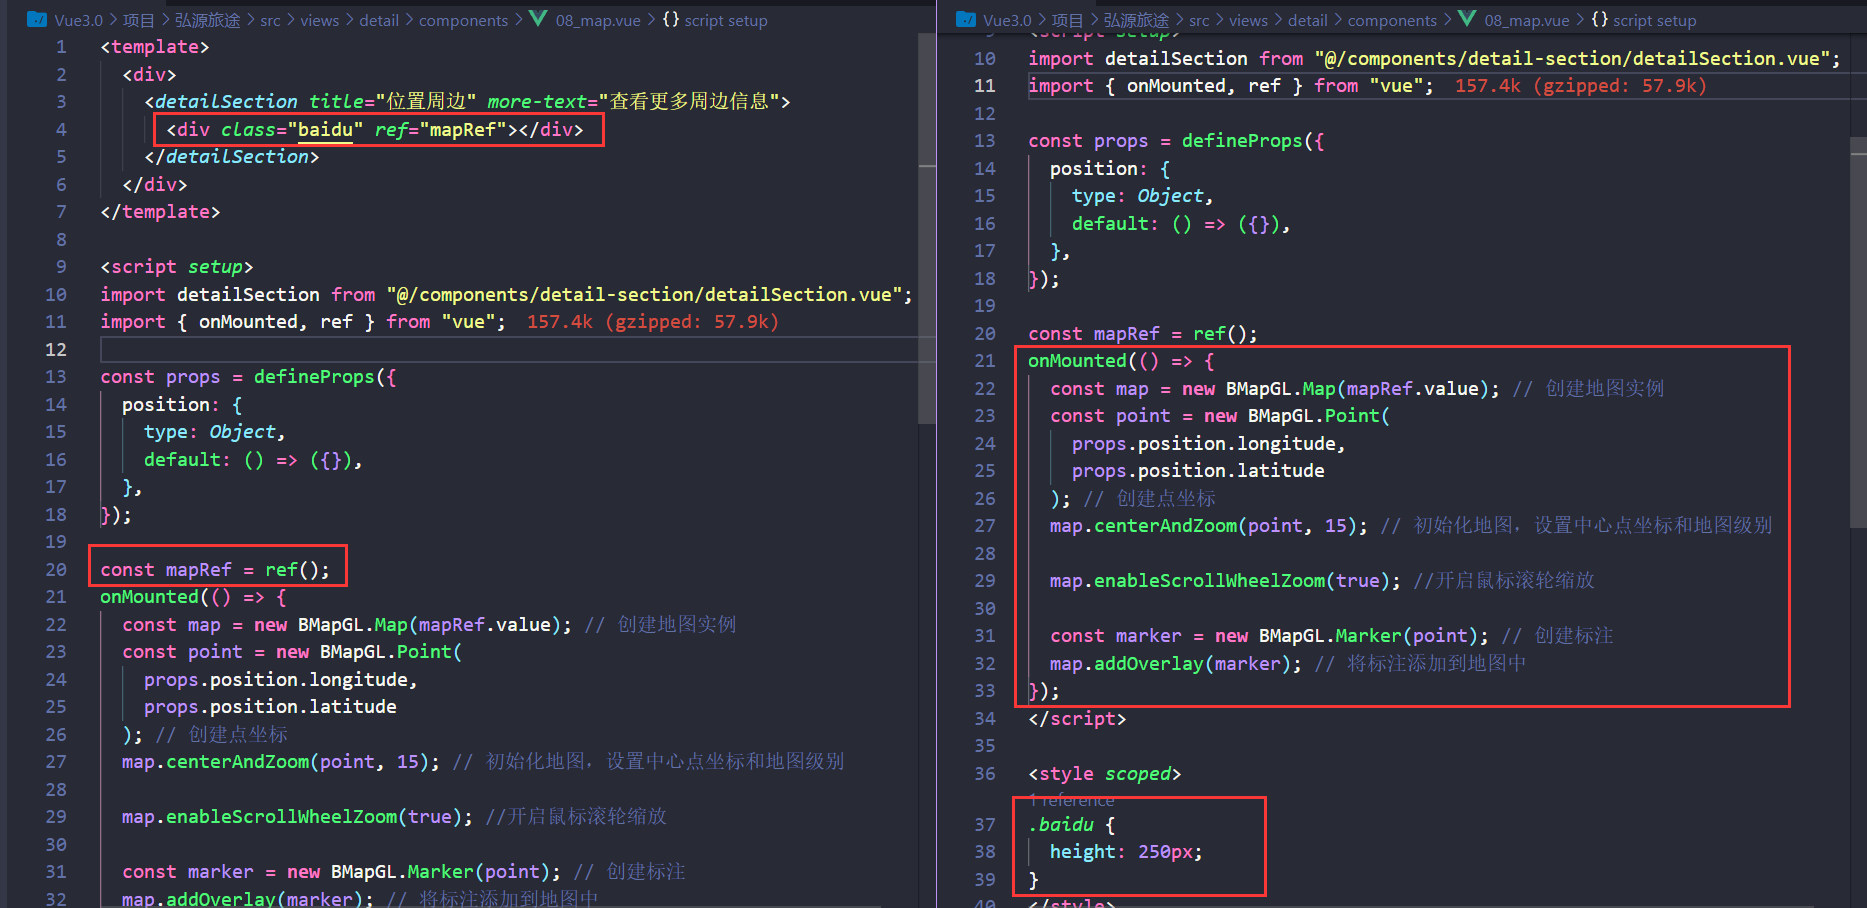 Vue3.0 > 项目 > 弘源旅途 > src > views > detail > components > 08_map.vue > {} script setup
1 <template>
2 <div>
3 <detailSection title="位置周边" more-text="查看更多周边信息">
4 <div class="baidu" ref="mapRef"></div>
5 </detailSection>
6 </div>
7 </template>
8
9 <script setup>
10 import detailSection from "@/components/detail-section/detailSection.vue";
11 import { onMounted, ref } from "vue"; 157.4k (gzipped: 57.9k)
12
13 const props = defineProps({
14 position: {
15 type: Object,
16 default: () => ({}),
17 },
18 });
19
20 const mapRef = ref();
21 onMounted(() => {
22 const map = new BMapGL.Map(mapRef.value); // 创建地图实例
23 const point = new BMapGL.Point(
24 props.position.longitude,
25 props.position.latitude
26 ); // 创建点坐标
27 map.centerAndZoom(point, 15); // 初始化地图，设置中心点坐标和地图级别
28
29 map.enableScrollWheelZoom(true); //开启鼠标滚轮缩放
30
31 const marker = new BMapGL.Marker(point); // 创建标注
32 map.addOverlay(marker); // 将标注添加到地图中
Vue3.0 > 项目 > 弘源旅途 > src > views > detail > components > 08_map.vue > {} script setup
9 <script setup>
10 import detailSection from "@/components/detail-section/detailSection.vue";
11 import { onMounted, ref } from "vue"; 157.4k (gzipped: 57.9k)
12
13 const props = defineProps({
14 position: {
15 type: Object,
16 default: () => ({}),
17 },
18 });
19
20 const mapRef = ref();
21 onMounted(() => {
22 const map = new BMapGL.Map(mapRef.value); // 创建地图实例
23 const point = new BMapGL.Point(
24 props.position.longitude,
25 props.position.latitude
26 ); // 创建点坐标
27 map.centerAndZoom(point, 15); // 初始化地图，设置中心点坐标和地图级别
28
29 map.enableScrollWheelZoom(true); //开启鼠标滚轮缩放
30
31 const marker = new BMapGL.Marker(point); // 创建标注
32 map.addOverlay(marker); // 将标注添加到地图中
33 });
34 </script>
35
36 <style scoped>
1 reference
37 .baidu {
38 height: 250px;
39 }
40 </style>